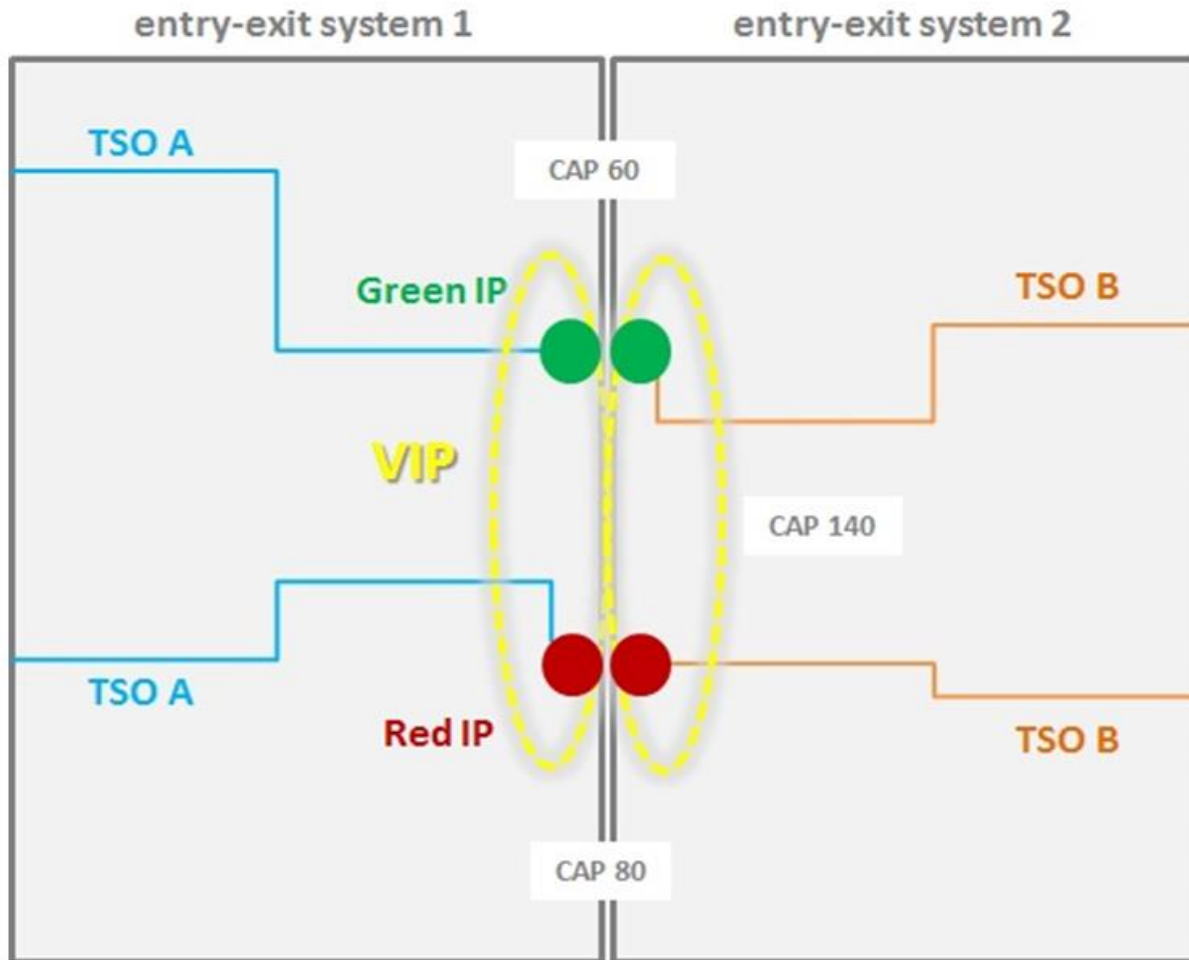 entry-exit system 1
entry-exit system 2
TSO A
CAP 60
Green IP
TSO B
VIP
CAP 140
TSO A
Red IP
TSO B
CAP 80